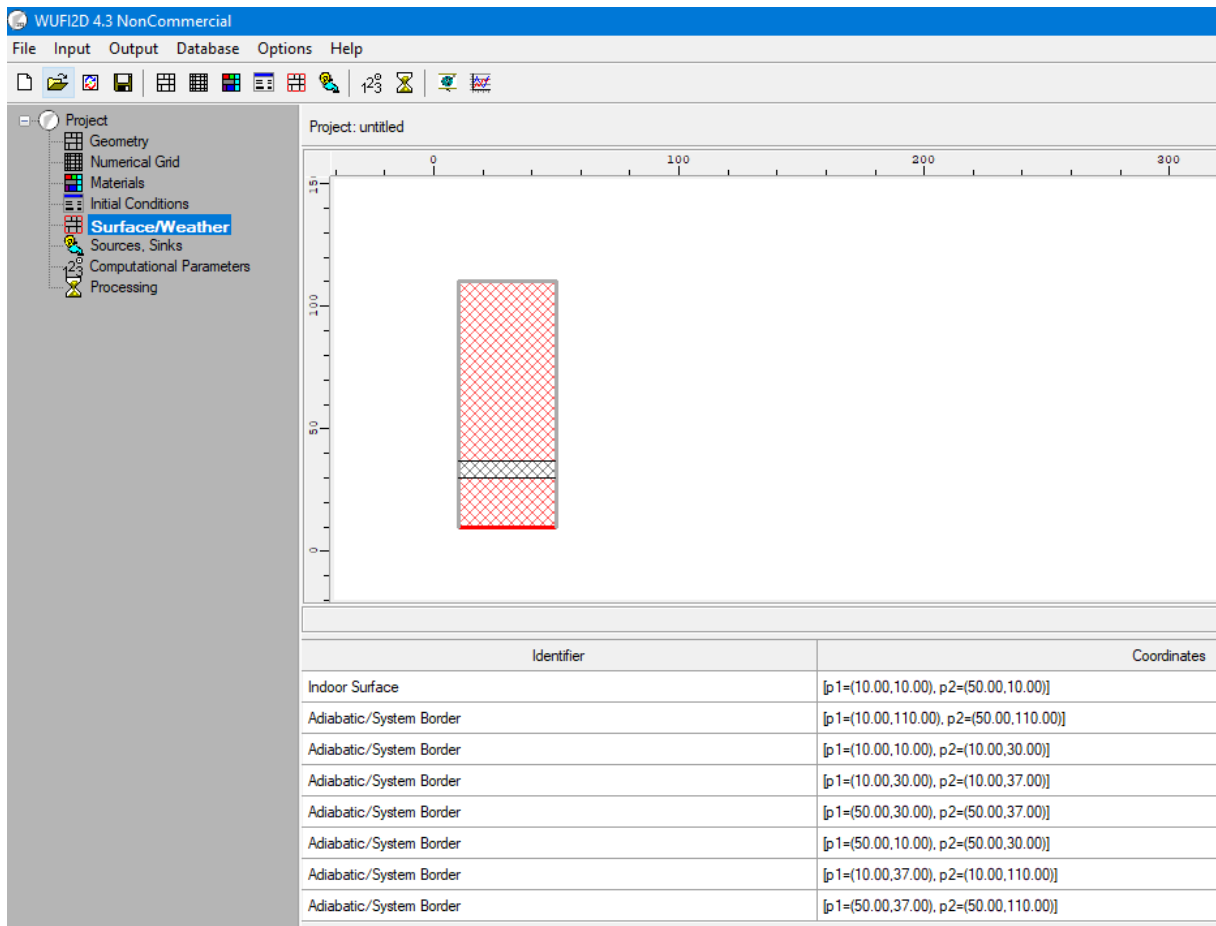 WUFI2D 4.3 NonCommercial
File Input Output Database Options Help
Project
Geometry
Numerical Grid
Materials
Initial Conditions
Surface/Weather
Sources, Sinks
Computational Parameters
Processing
Project: untitled
0 100 200 300
15
100
50
0
Identifier Coordinates
Indoor Surface [p1=(10.00,10.00), p2=(50.00,10.00)]
Adiabatic/System Border [p1=(10.00,110.00), p2=(50.00,110.00)]
Adiabatic/System Border [p1=(10.00,10.00), p2=(10.00,30.00)]
Adiabatic/System Border [p1=(10.00,30.00), p2=(10.00,37.00)]
Adiabatic/System Border [p1=(50.00,30.00), p2=(50.00,37.00)]
Adiabatic/System Border [p1=(50.00,10.00), p2=(50.00,30.00)]
Adiabatic/System Border [p1=(10.00,37.00), p2=(10.00,110.00)]
Adiabatic/System Border [p1=(50.00,37.00), p2=(50.00,110.00)]